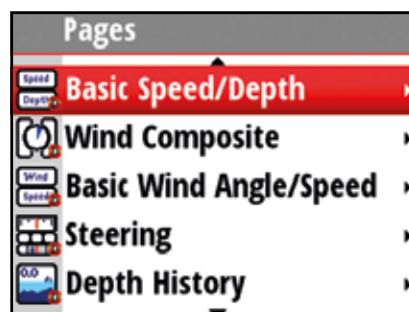 Pages
Speed
Depth
Basic Speed/Depth
Wind Composite
Wind
Speed
Basic Wind Angle/Speed
Steering
0.0
Depth History